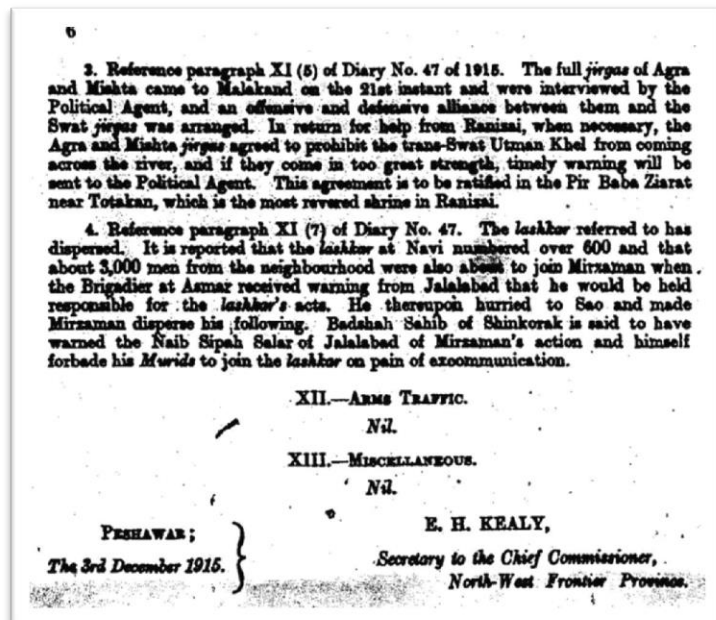 6
3. Reference paragraph XI (5) of Diary No. 47 of 1915. The full jirgas of Agra
and Mishta came to Malakand on the 21st instant and were interviewed by the
Political Agent, and an offensive and defensive alliance between them and the
Swat jirgas was arranged. In return for help from Ranizai, when necessary, the
Agra and Mishta jirgas agreed to prohibit the trans-Swat Utman Khel from coming
across the river, and if they come in too great strength, timely warning will be
sent to the Political Agent. This agreement is to be ratified in the Pir Baba Ziarat
near Totakan, which is the most revered shrine in Ranizai.
4. Reference paragraph XI (7) of Diary No. 47. The lashkar referred to has
dispersed. It is reported that the lashkar at Navi numbered over 600 and that
about 3,000 men from the neighbourhood were also about to join Mirzaman when
the Brigadier at Asmar received warning from Jalalabad that he would be held
responsible for the lashkar's acts. He thereupon hurried to Sao and made
Mirzaman disperse his following. Badshah Sahib of Shinkorak is said to have
warned the Naib Sipah Salar of Jalalabad of Mirzaman's action and himself
forbade his Murids to join the lashkar on pain of excommunication.
XII.—ARMS TRAFFIC.
Nil.
XIII.—MISCELLANEOUS.
Nil.
PESHAWAR;
The 3rd December 1915.
E. H. KEALY,
Secretary to the Chief Commissioner,
North-West Frontier Province.